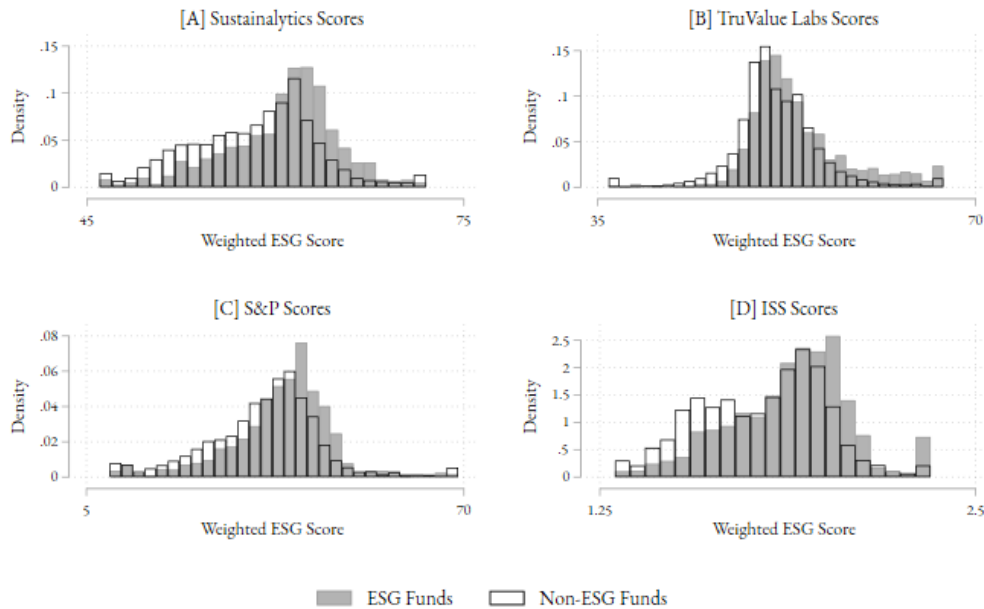 [A] Sustainalytics Scores
.15
.1
.05
0
Density
45
75
Weighted ESG Score
[B] TruValue Labs Scores
.15
.1
.05
0
Density
35
70
Weighted ESG Score
[C] S&P Scores
.08
.06
.04
.02
0
Density
5
70
Weighted ESG Score
[D] ISS Scores
2.5
2
1.5
1
.5
0
Density
1.25
2.5
Weighted ESG Score
ESG Funds
Non-ESG Funds